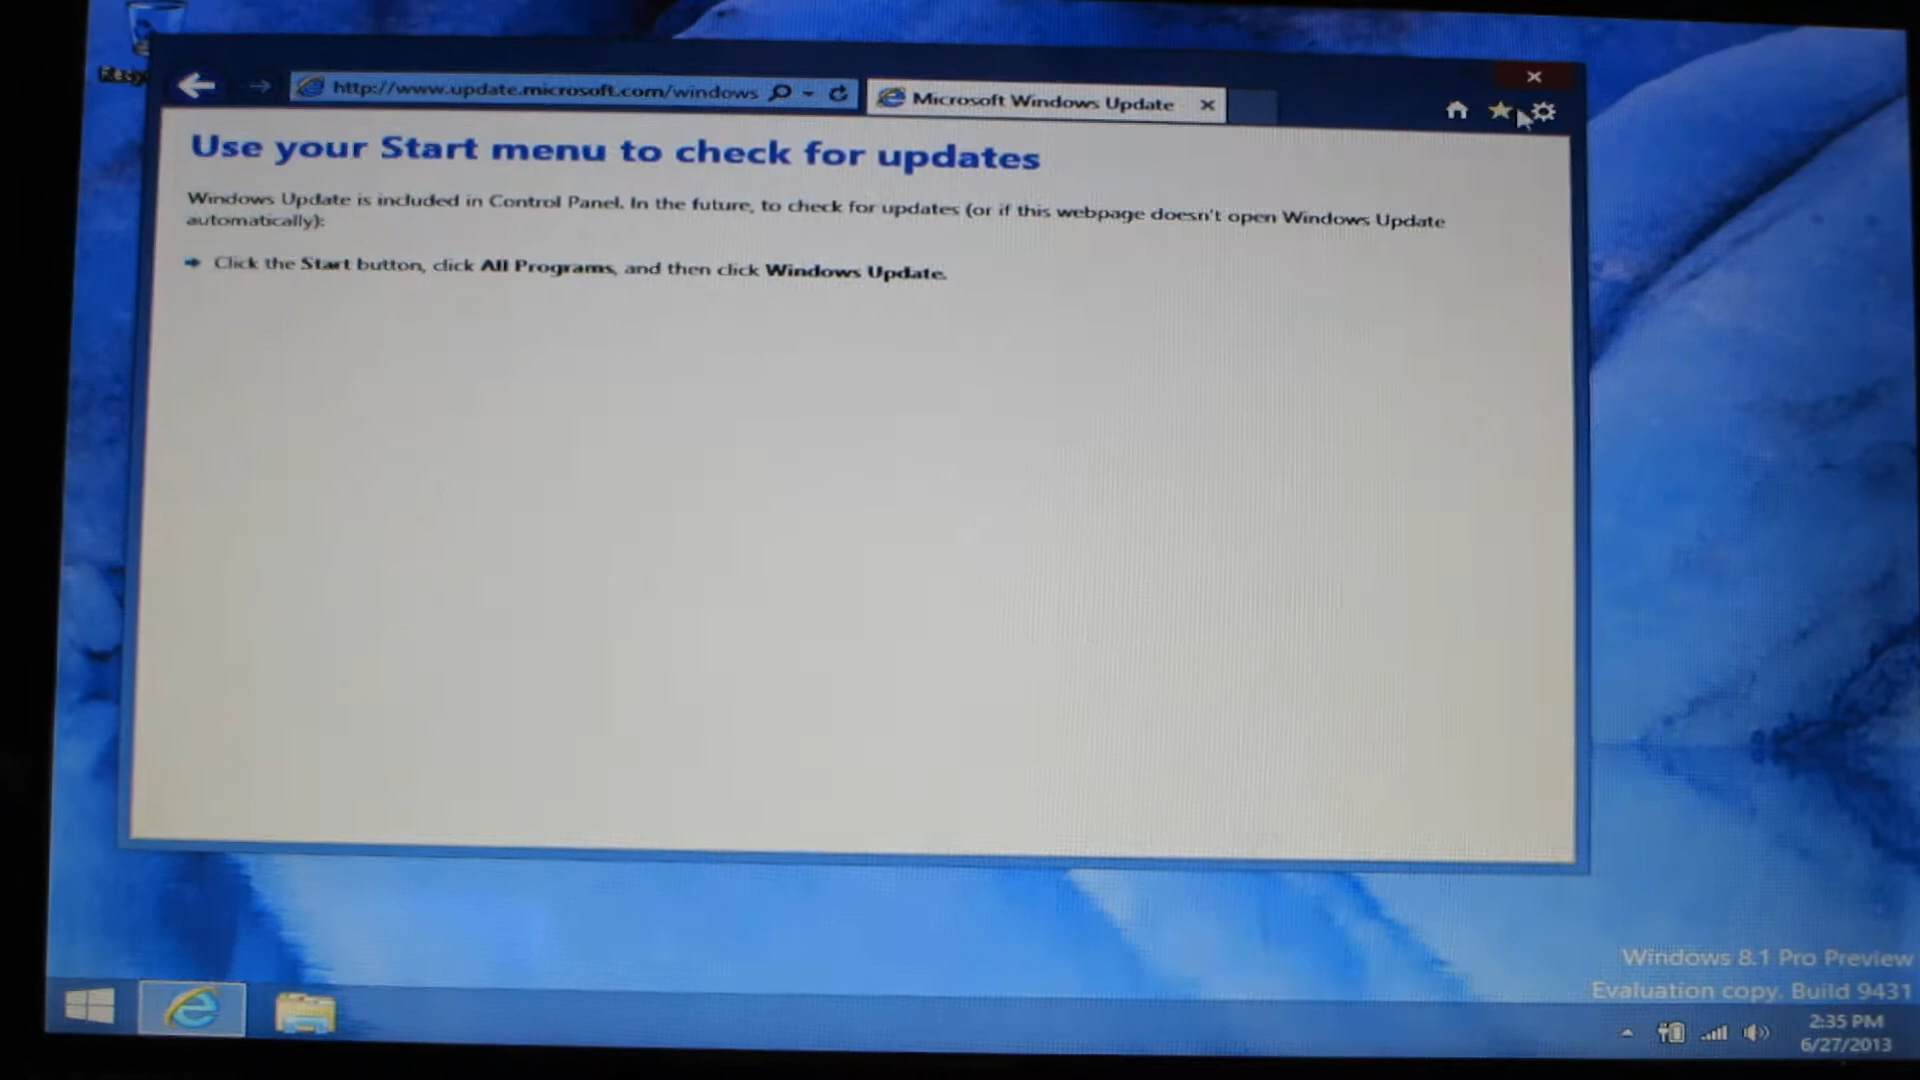 http://www.update.microsoft.com/windows
Microsoft Windows Update
Use your Start menu to check for updates
Windows Update is included in Control Panel. In the future, to check for updates (or if this webpage doesn't open Windows Update
automatically):
Click the Start button, click All Programs, and then click Windows Update.
Windows 8.1 Pro Preview
Evaluation copy. Build 9431
2:35 PM
6/27/2013